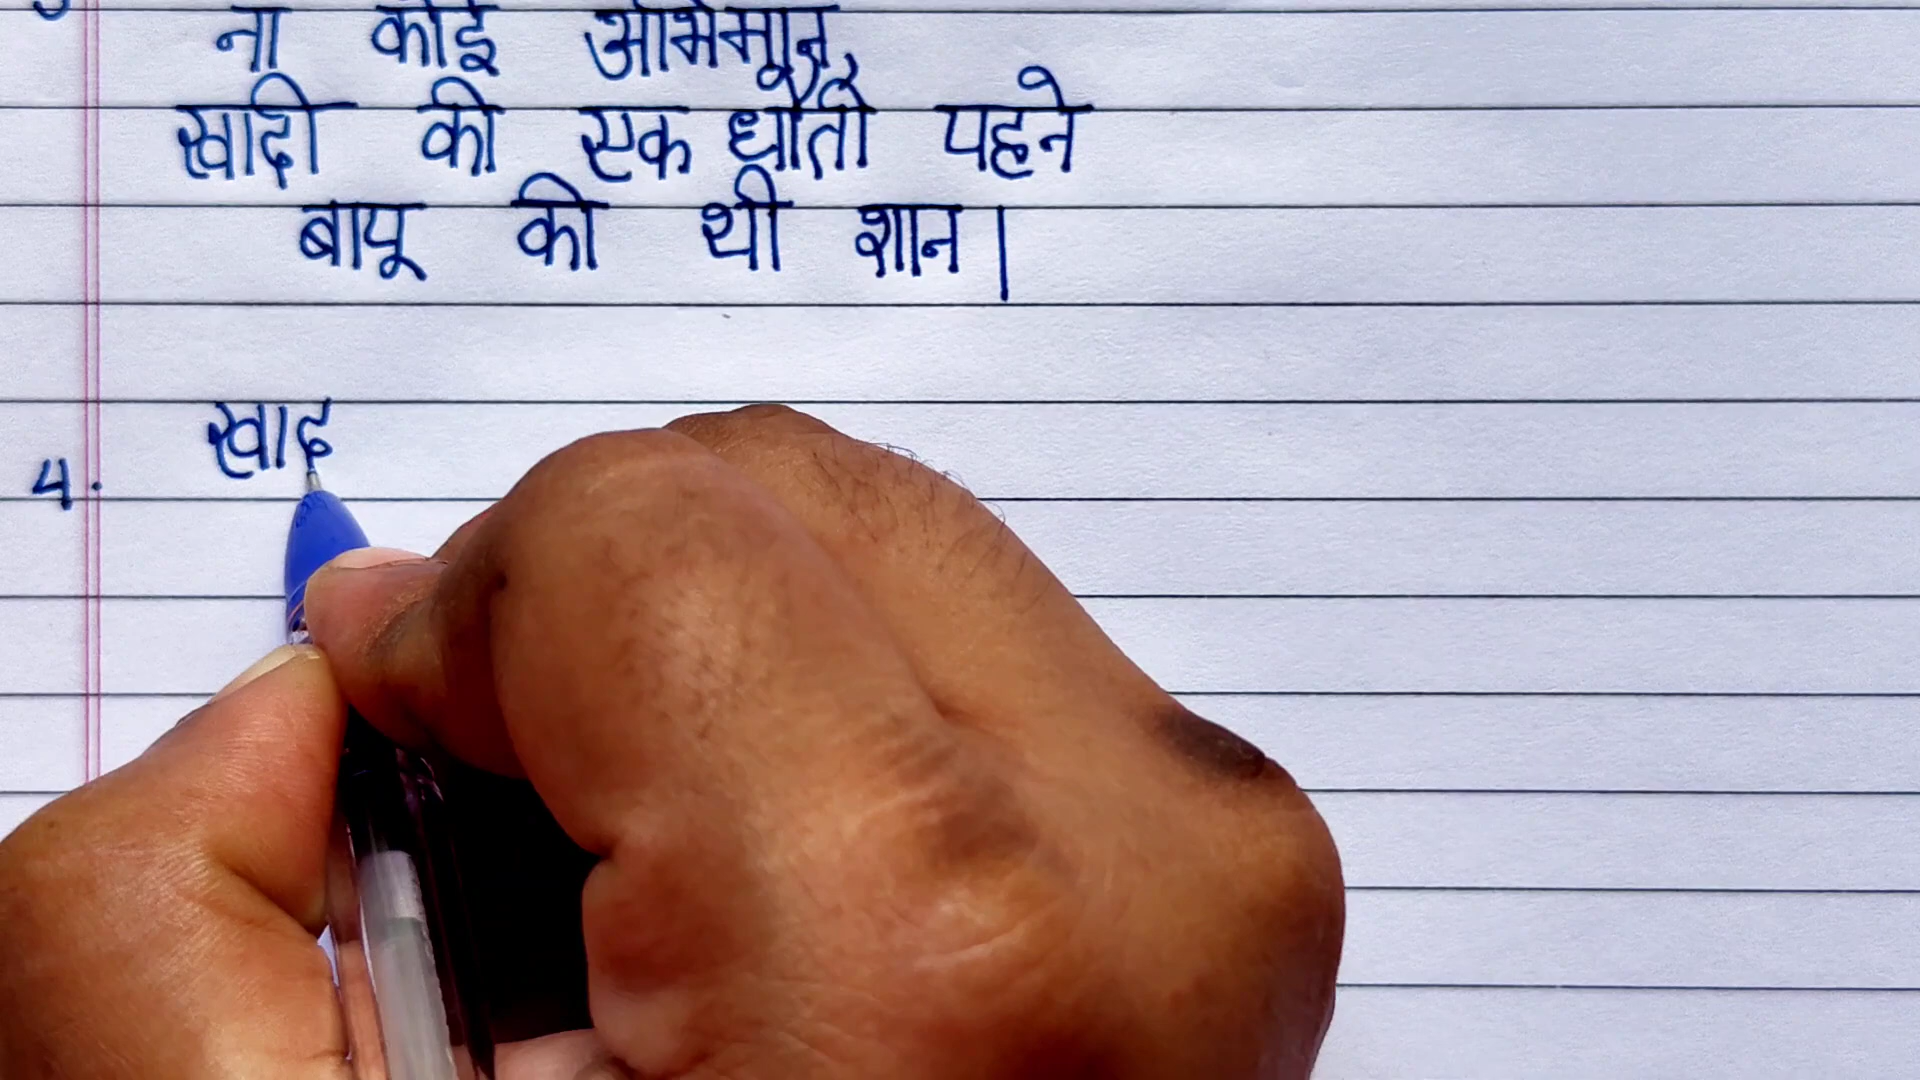 ना कोई अभिमान,
खादी की एक धोती पहने
बापू की थी शान।
4. खाद